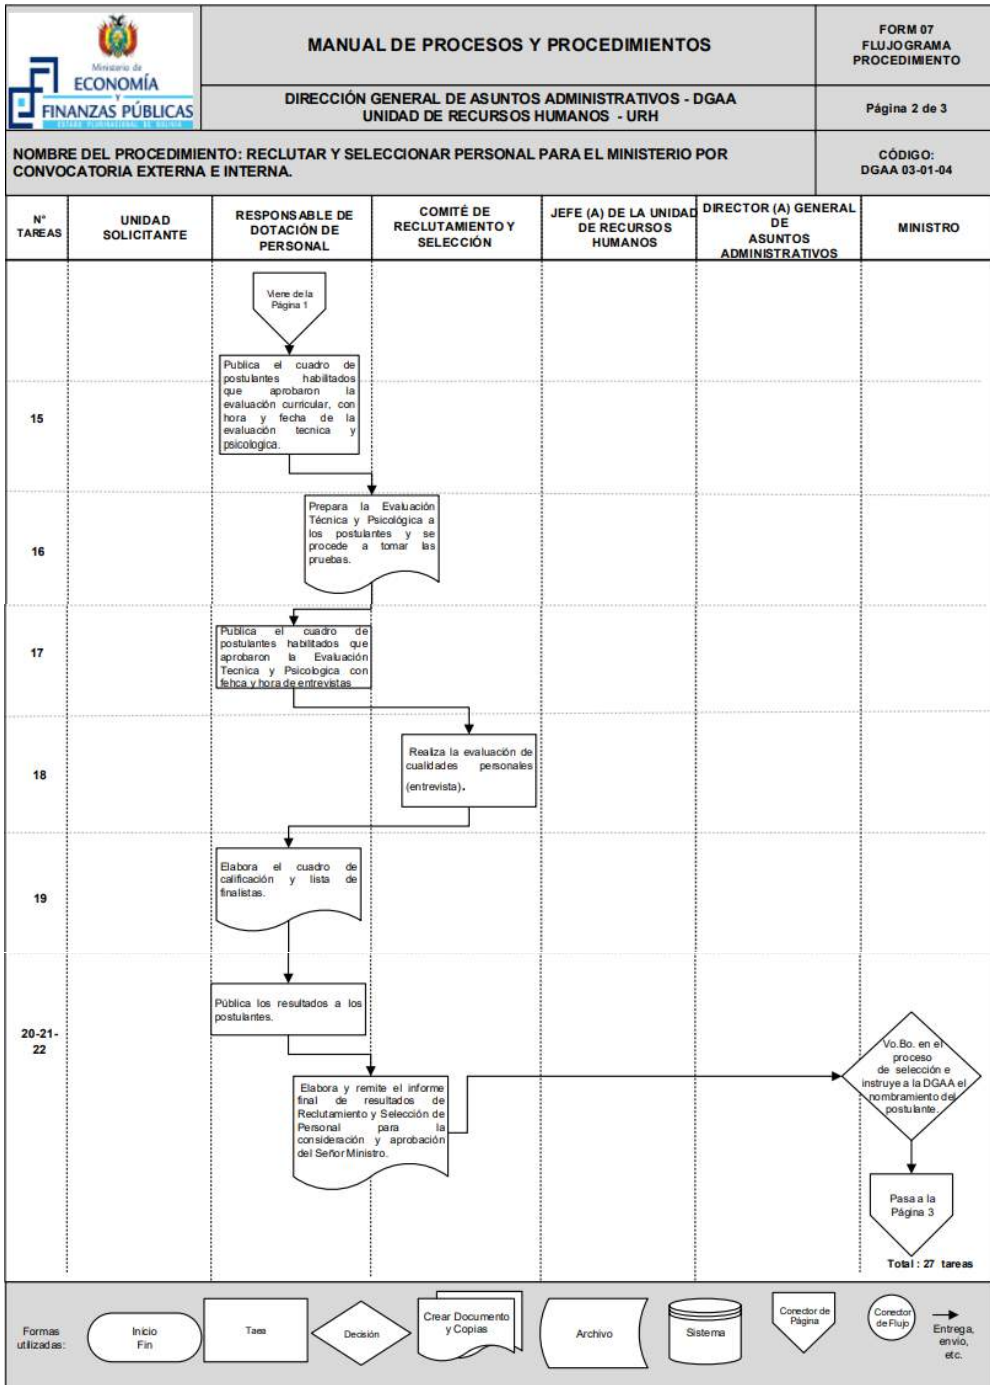 Ministerio de
ECONOMÍA
Y
FINANZAS PÚBLICAS
ESTADO PLURINACIONAL DE BOLIVIA
MANUAL DE PROCESOS Y PROCEDIMIENTOS
FORM 07
FLUJOGRAMA
PROCEDIMIENTO
DIRECCIÓN GENERAL DE ASUNTOS ADMINISTRATIVOS - DGAA
UNIDAD DE RECURSOS HUMANOS - URH
Página 2 de 3
NOMBRE DEL PROCEDIMIENTO: RECLUTAR Y SELECCIONAR PERSONAL PARA EL MINISTERIO POR
CONVOCATORIA EXTERNA E INTERNA.
CÓDIGO:
DGAA 03-01-04
N°
TAREAS
UNIDAD
SOLICITANTE
RESPONSABLE DE
DOTACIÓN DE
PERSONAL
COMITÉ DE
RECLUTAMIENTO Y
SELECCIÓN
JEFE (A) DE LA UNIDAD
DE RECURSOS
HUMANOS
DIRECTOR (A) GENERAL
DE
ASUNTOS
ADMINISTRATIVOS
MINISTRO
Viene de la
Página 1
15
Publica el cuadro de
postulantes habilitados
que aprobaron la
evaluación curricular, con
hora y fecha de la
evaluación tecnica y
psicologica.
16
Prepara la Evaluación
Técnica y Psicológica a
los postulantes y se
procede a tomar las
pruebas.
17
Publica el cuadro de
postulantes habilitados que
aprobaron la Evaluación
Tecnica y Psicologica con
fehca y hora de entrevistas
18
Realiza la evaluación de
cualidades personales
(entrevista).
19
Elabora el cuadro de
calificación y lista de
finalistas.
20-21-
22
Pública los resultados a los
postulantes.
Elabora y remite el informe
final de resultados de
Reclutamiento y Selección de
Personal para la
consideración y aprobación
del Señor Ministro.
Vo.Bo. en el
proceso
de selección e
instruye a la DGAA el
nombramiento del
postulante.
Pasa a la
Página 3
Total : 27 tareas
Formas
utilizadas:
Inicio
Fin
Taea
Decisión
Crear Documento
y Copias
Archivo
Sistema
Conector de
Página
Conector
de Flujo
Entrega,
envio,
etc.